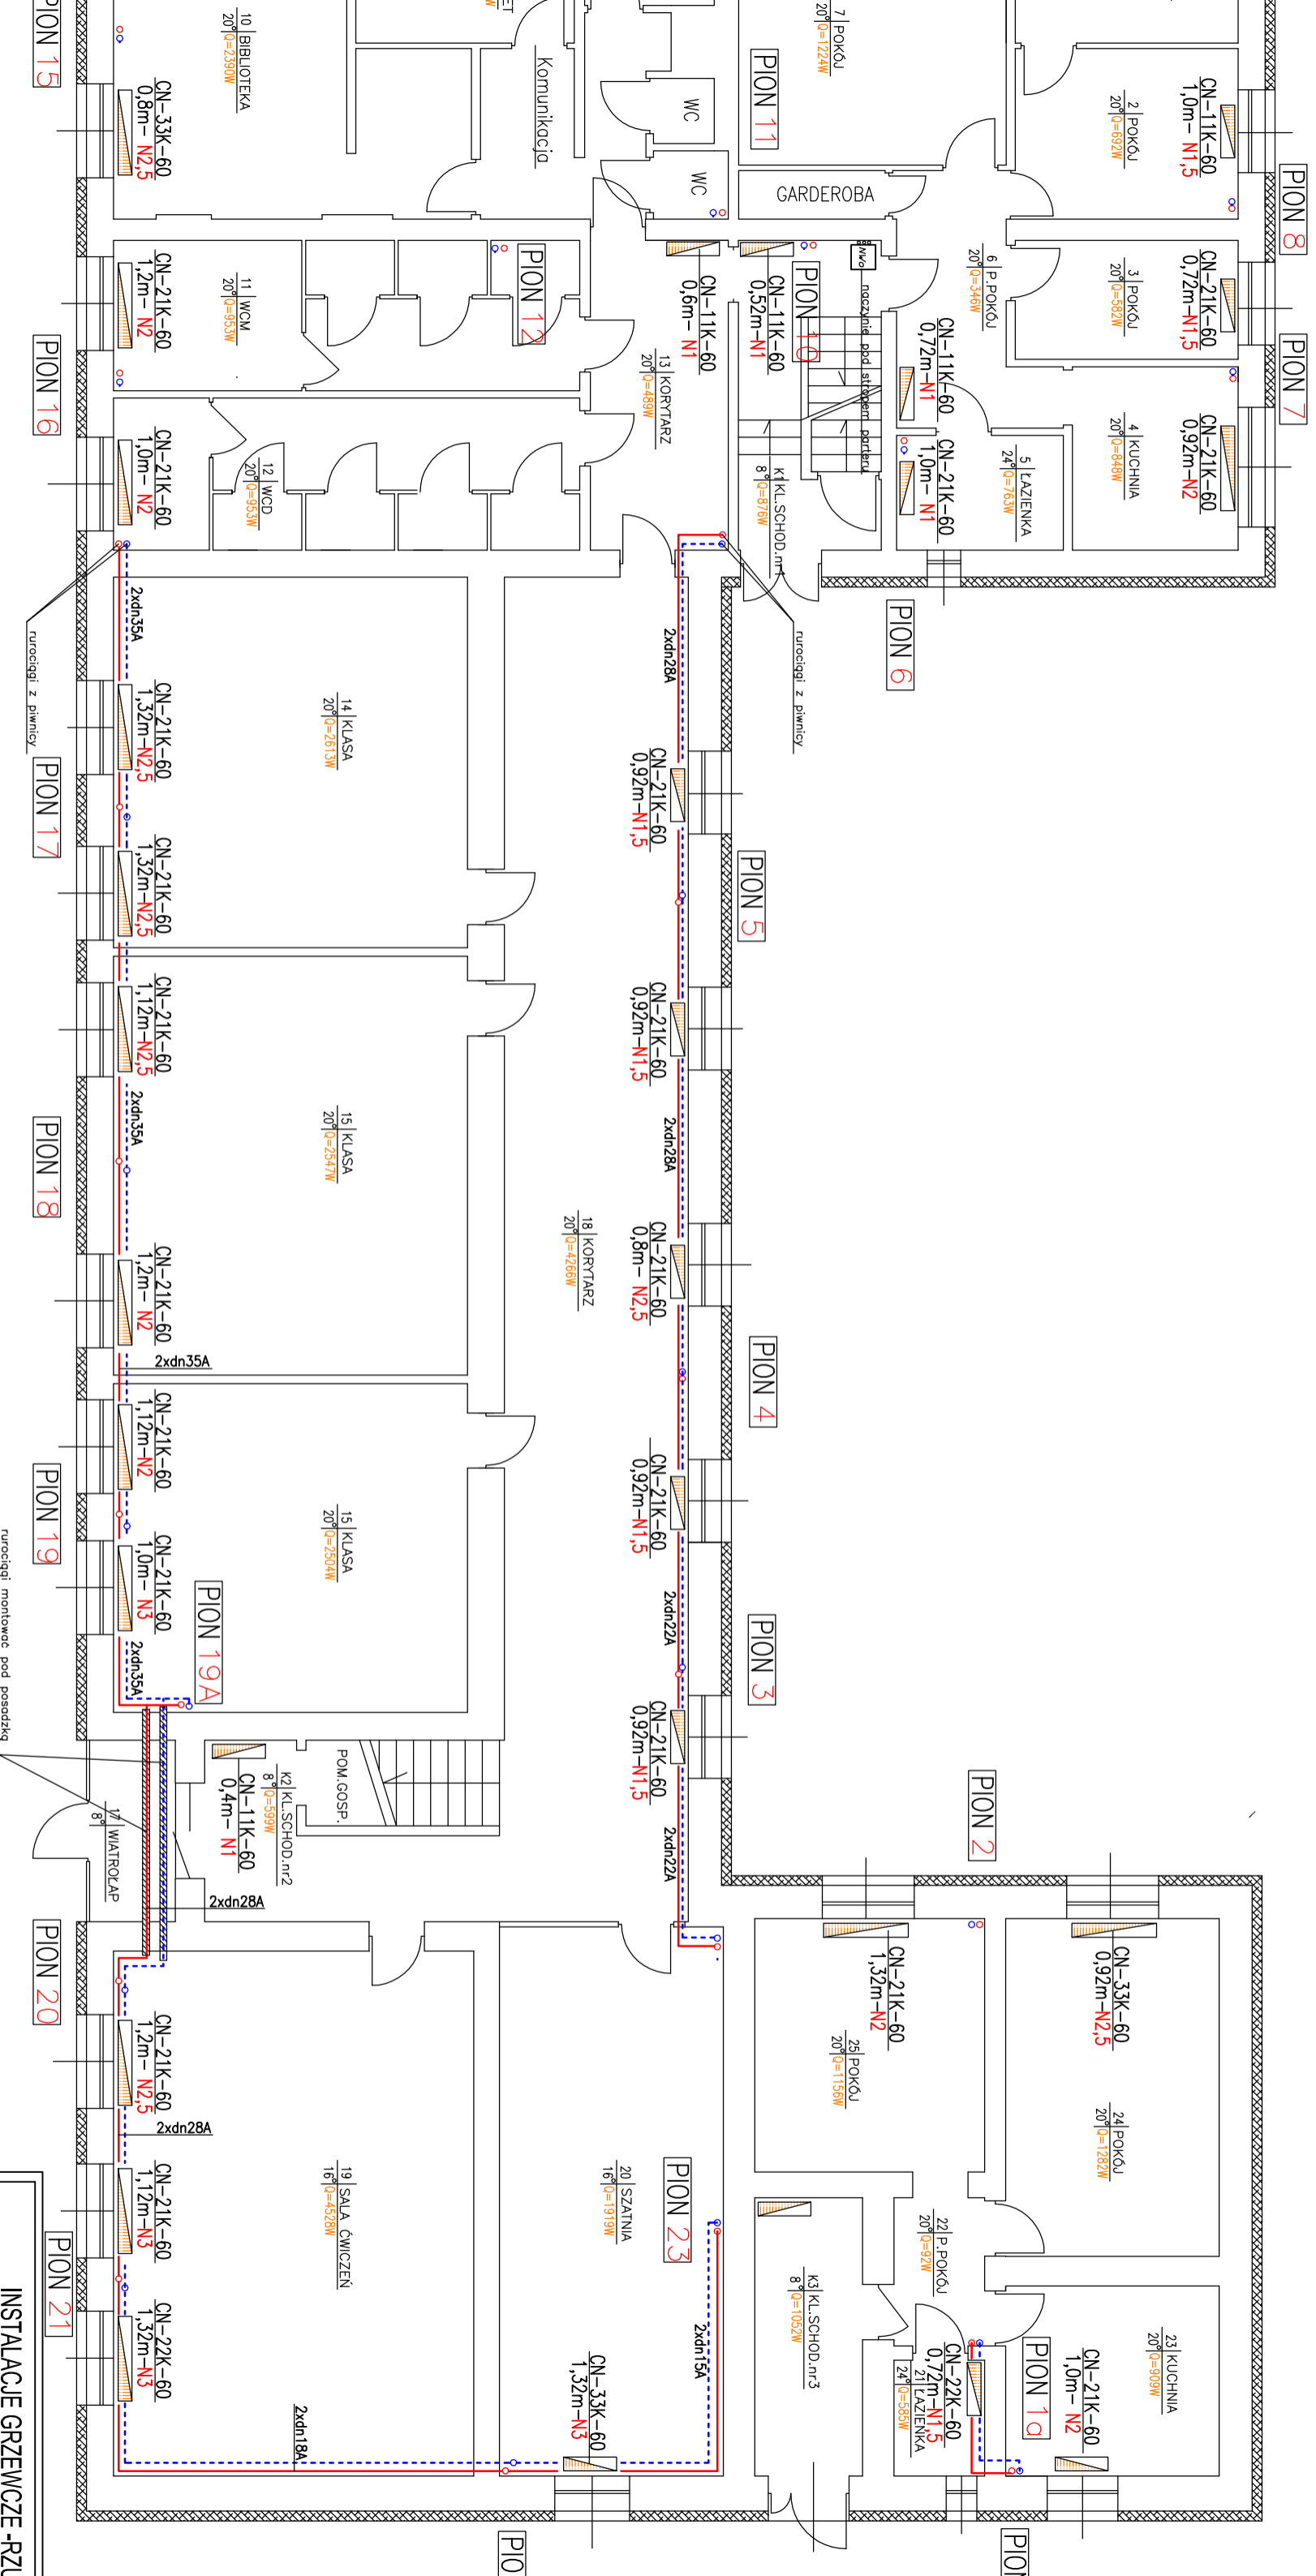 PION 15
10 BIBLIOTEKA
20° Q=2390W
CN-33K-60
0,8m- N2,5
Komunikacja
WC
WC
PION 11
7 POKÓJ
20° Q=1224W
GARDEROBA
2 POKÓJ
20° Q=692W
CN-11K-60
1,0m- N1,5
PION 8
3 POKÓJ
20° Q=582W
CN-21K-60
0,72m-N1,5
PION 7
6 P.POKÓJ
20° Q=346W
4 KUCHNIA
20° Q=848W
CN-21K-60
0,92m-N2
5 ŁAZIENKA
24° Q=763W
CN-11K-60
0,72m-N1
CN-21K-60
1,0m- N1
NWo
naczynie pod stropem parteru
PION 10
CN-11K-60
0,52m-N1
CN-11K-60
0,6m- N1
K1 KL.SCHOD.nr1
8° Q=876W
13 KORYTARZ
20° Q=489W
PION 12
11 WCM
20° Q=953W
CN-21K-60
1,2m- N2
PION 16
12 WCD
20° Q=953W
CN-21K-60
1,0m- N2
PION 6
rurociągi z piwnicy
rurociągi z piwnicy
2xdn35A
2xdn28A
14 KLASA
20° Q=2613W
CN-21K-60
1,32m-N2,5
PION 17
CN-21K-60
1,32m-N2,5
CN-21K-60
0,92m-N1,5
PION 5
CN-21K-60
0,92m-N1,5
CN-21K-60
1,12m-N2,5
2xdn35A
2xdn28A
15 KLASA
20° Q=2547W
PION 18
18 KORYTARZ
20° Q=4266W
CN-21K-60
0,8m- N2,5
CN-21K-60
1,2m- N2
2xdn35A
PION 4
CN-21K-60
1,12m-N2
CN-21K-60
0,92m-N1,5
PION 19
15 KLASA
20° Q=2504W
CN-21K-60
1,0m- N3
2xdn22A
PION 3
PION 19A
2xdn35A
rurociągi montować pod posadzką
CN-21K-60
0,92m-N1,5
POM.GOSP.
K2 KL.SCHOD.nr2
8° Q=599W
CN-11K-60
0,4m- N1
17 WIATROŁAP
8°
2xdn28A
2xdn22A
PION 2
PION 20
CN-21K-60
1,32m-N2
CN-33K-60
0,92m-N2,5
25 POKÓJ
20° Q=1156W
24 POKÓJ
20° Q=1282W
CN-21K-60
1,2m- N2,5
2xdn28A
19 SALA ĆWICZEŃ
16° Q=4528W
20 SZATNIA
16° Q=1919W
PION 23
CN-21K-60
1,12m-N3
PION 21
CN-22K-60
1,32m-N3
2xdn18A
2xdn15A
CN-33K-60
1,32m-N3
K3 KL.SCHOD.nr3
8° Q=1052W
22 P.POKÓJ
20° Q=92W
23 KUCHNIA
20° Q=909W
PION 1a
CN-21K-60
1,0m- N2
CN-22K-60
0,72m-N1,5
21 ŁAZIENKA
24° Q=585W
PIO
PION
INSTALACJE GRZEWCZE -RZU